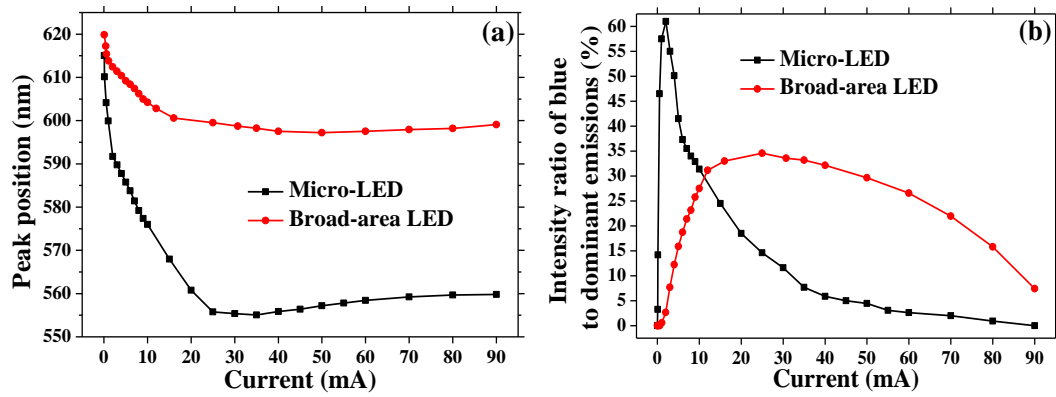 (a)
Peak position (nm)
620
610
600
590
580
570
560
550
Micro-LED
Broad-area LED
0 10 20 30 40 50 60 70 80 90
Current (mA)
(b)
Intensity ratio of blue
to dominant emissions (%)
60
55
50
45
40
35
30
25
20
15
10
5
0
Micro-LED
Broad-area LED
0 10 20 30 40 50 60 70 80 90
Current (mA)